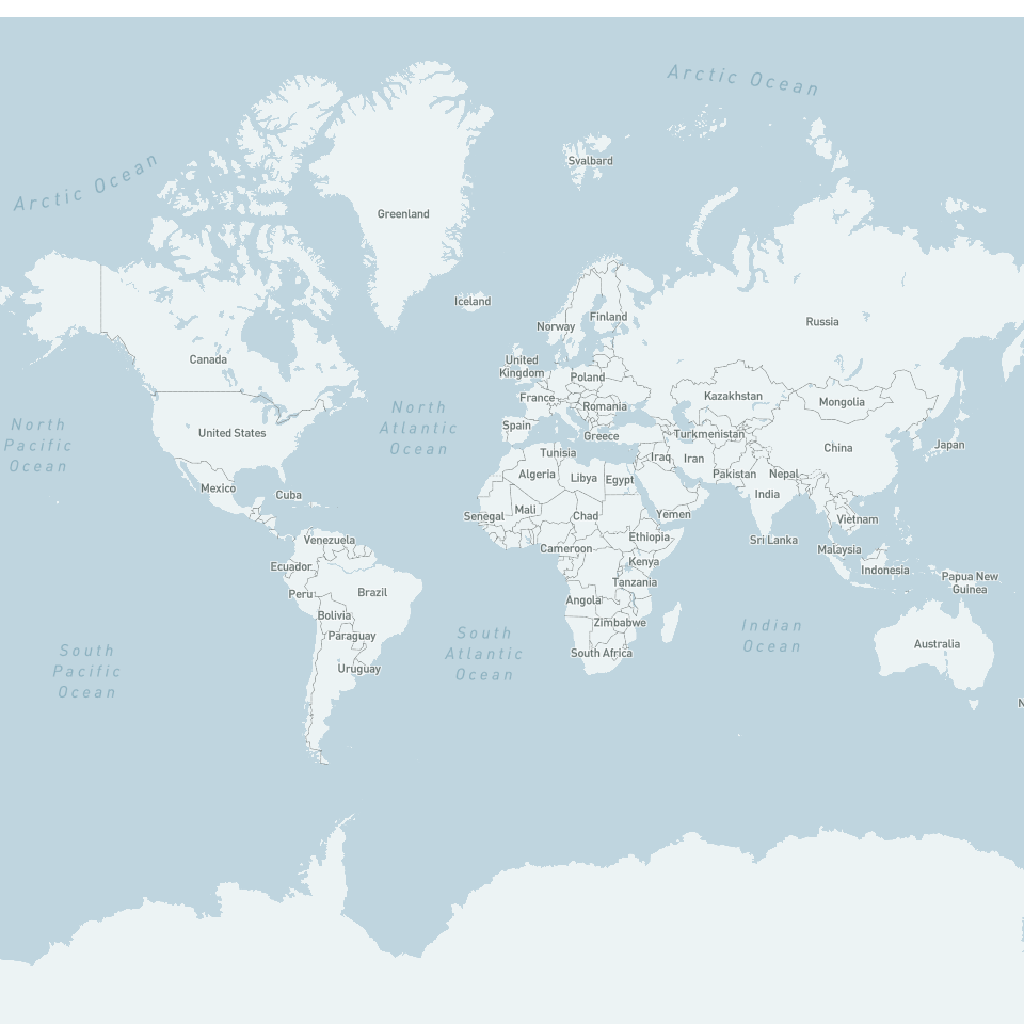 Arctic Ocean
Svalbard
Arctic Ocean
Greenland
Iceland
Norway
Finland
Russia
Canada
United
Kingdom
Poland
France
Romania
Kazakhstan
Mongolia
North
Pacific
Ocean
North
Atlantic
Ocean
United States
Spain
Greece
Turkmenistan
China
Japan
Tunisia
Iraq
Iran
Mexico
Cuba
Algeria
Libya
Egypt
Pakistan
Nepal
India
Senegal
Mali
Chad
Yemen
Vietnam
Venezuela
Cameroon
Ethiopia
Sri Lanka
Malaysia
Ecuador
Kenya
Indonesia
Papua New
Guinea
Peru
Brazil
Tanzania
Angola
Bolivia
Zimbabwe
Paraguay
South
Atlantic
Ocean
Indian
Ocean
Australia
South
Pacific
Ocean
Uruguay
South Africa
N